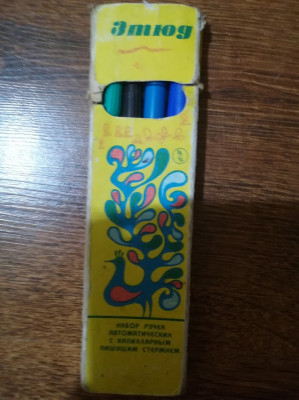 Этюд
НАБОР РУЧЕК
АВТОМАТИЧЕСКИХ
С КАПИЛЛЯРНЫМ
ПИШУЩИМ СТЕРЖНЕМ